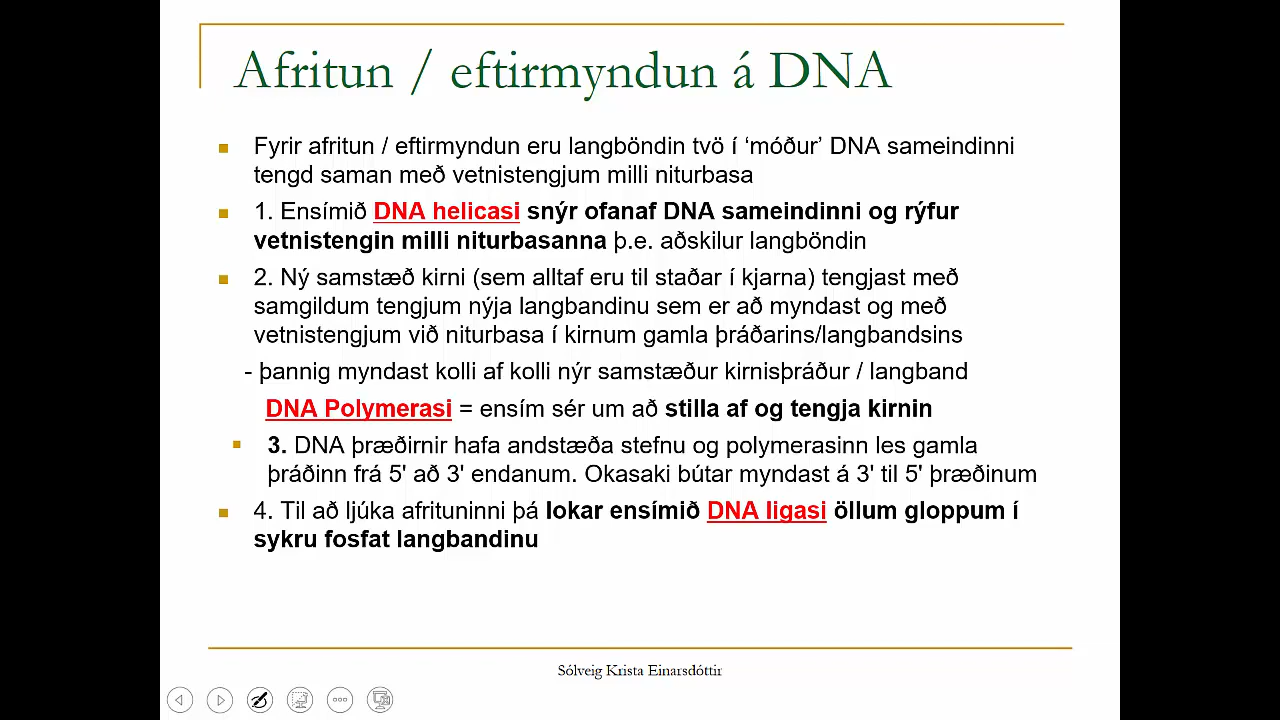 Afritun / eftirmyndun á DNA
Fyrir afritun / eftirmyndun eru langböndin tvö í ‘móður’ DNA sameindinni
tengd saman með vetnistengjum milli niturbasa
1. Ensímið DNA helicasi snýr ofanaf DNA sameindinni og rýfur
vetnistengin milli niturbasanna þ.e. aðskilur langböndin
2. Ný samstæð kirni (sem alltaf eru til staðar í kjarna) tengjast með
samgildum tengjum nýja langbandinu sem er að myndast og með
vetnistengjum við niturbasa í kirnum gamla þráðarins/langbandsins
- þannig myndast kolli af kolli nýr samstæður kirnisþráður / langband
DNA Polymerasi = ensím sér um að stilla af og tengja kirnin
3. DNA þræðirnir hafa andstæða stefnu og polymerasinn les gamla
þráðinn frá 5' að 3' endanum. Okasaki bútar myndast á 3' til 5' þræðinum
4. Til að ljúka afrituninni þá lokar ensímið DNA ligasi öllum gloppum í
sykru fosfat langbandinu
Sólveig Krista Einarsdóttir